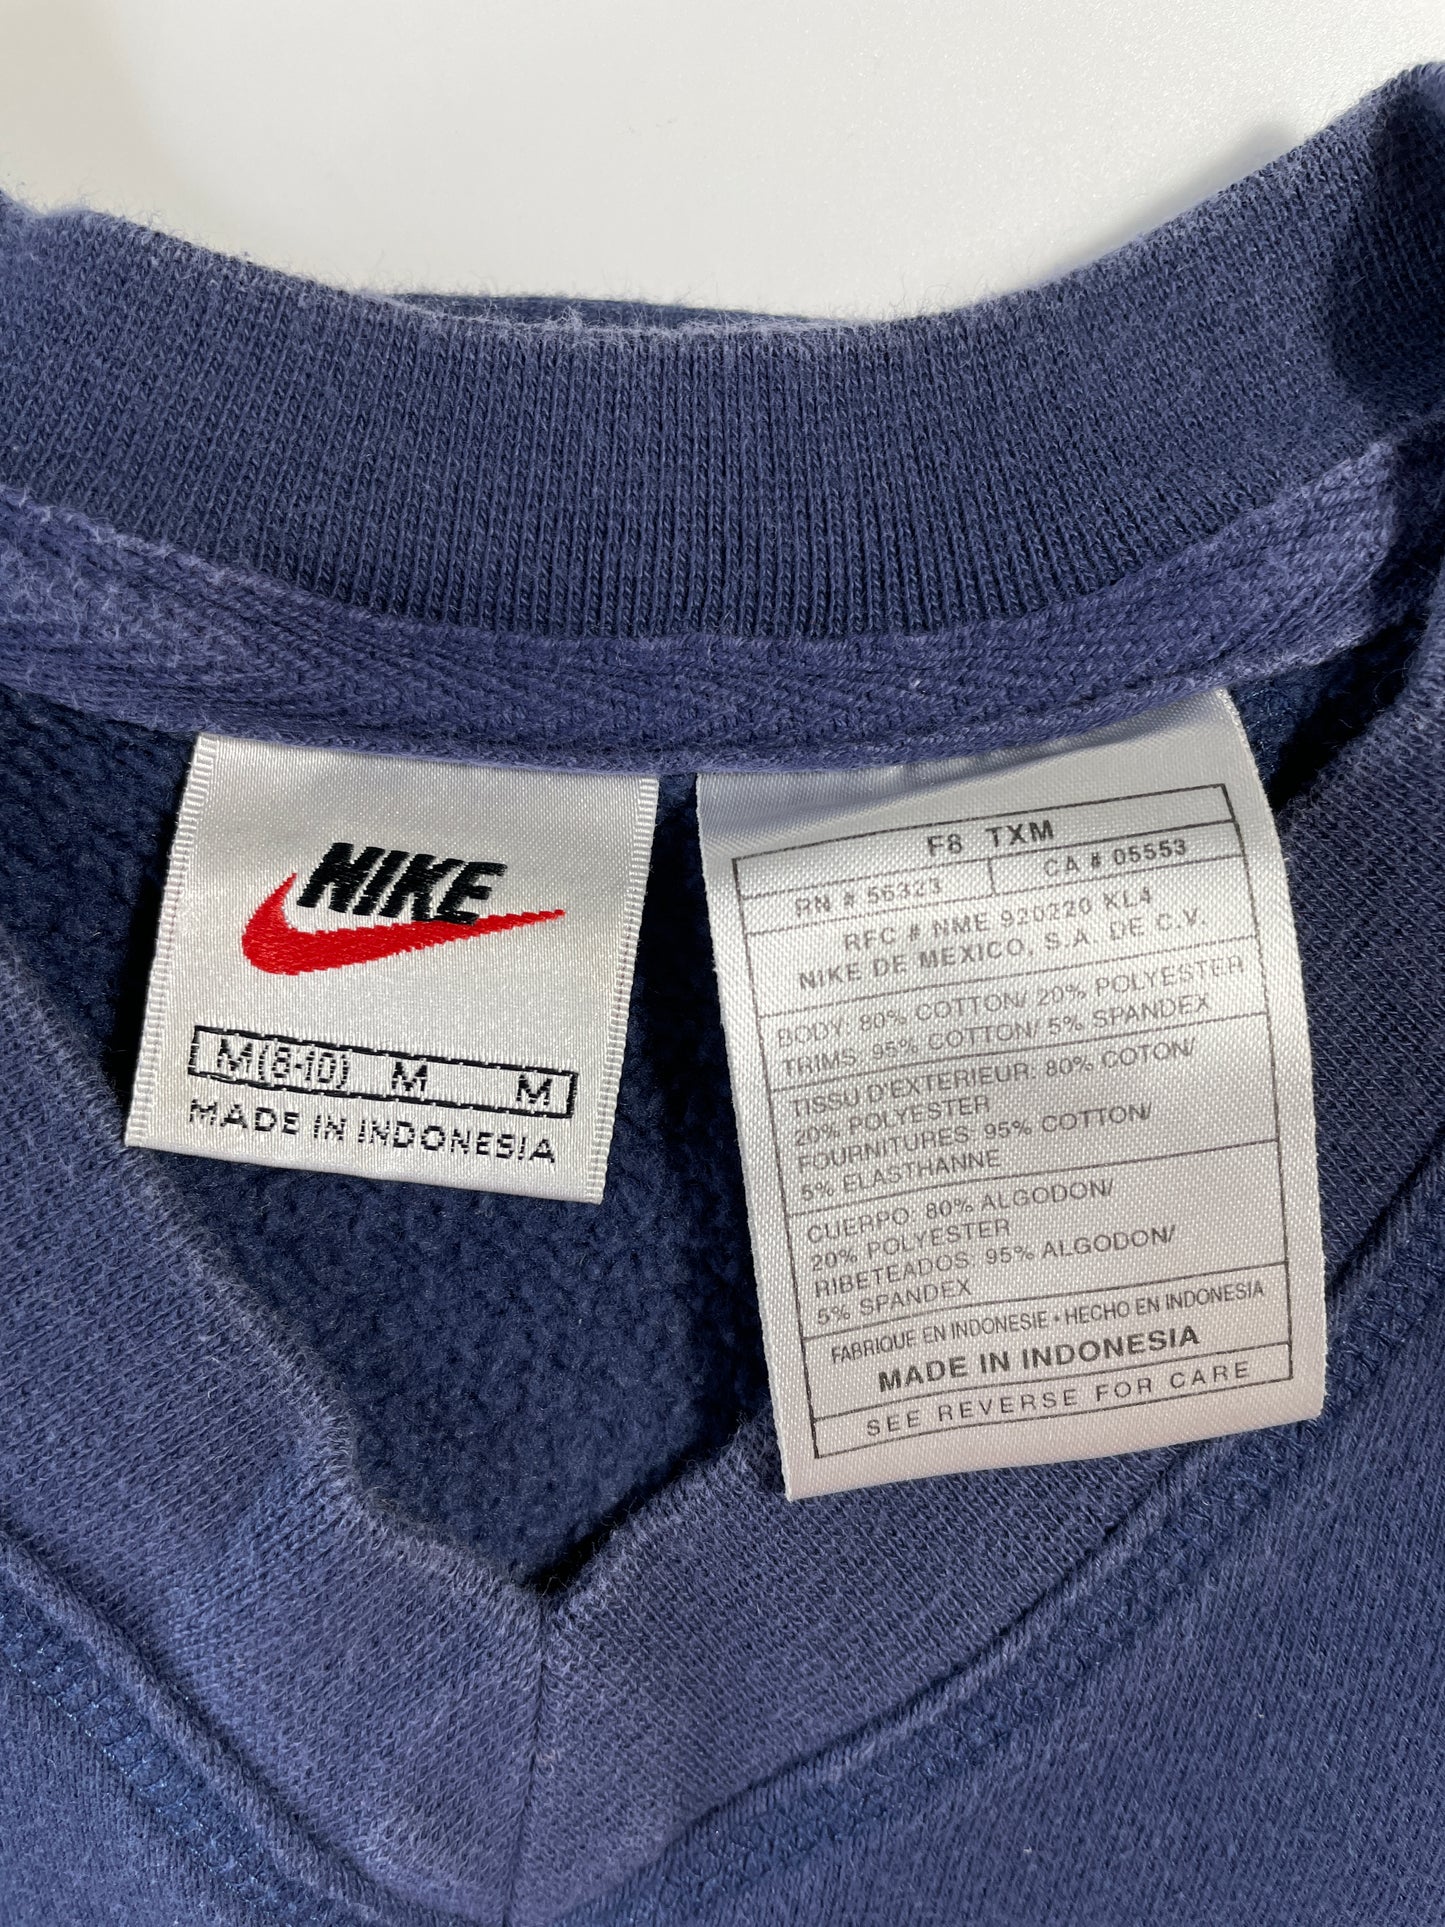 NIKE
M(8-10) M M
MADE IN INDONESIA
F8 TXM
RN # 56323 CA # 05553
RFC # NME 920220 KL4
NIKE DE MEXICO, S.A. DE C.V.
BODY: 80% COTTON/ 20% POLYESTER
TRIMS: 95% COTTON/ 5% SPANDEX
TISSU D'EXTERIEUR: 80% COTON/
20% POLYESTER
FOURNITURES: 95% COTTON/
5% ELASTHANNE
CUERPO: 80% ALGODON/
20% POLYESTER
RIBETEADOS: 95% ALGODON/
5% SPANDEX
FABRIQUE EN INDONESIE • HECHO EN INDONESIA
MADE IN INDONESIA
SEE REVERSE FOR CARE